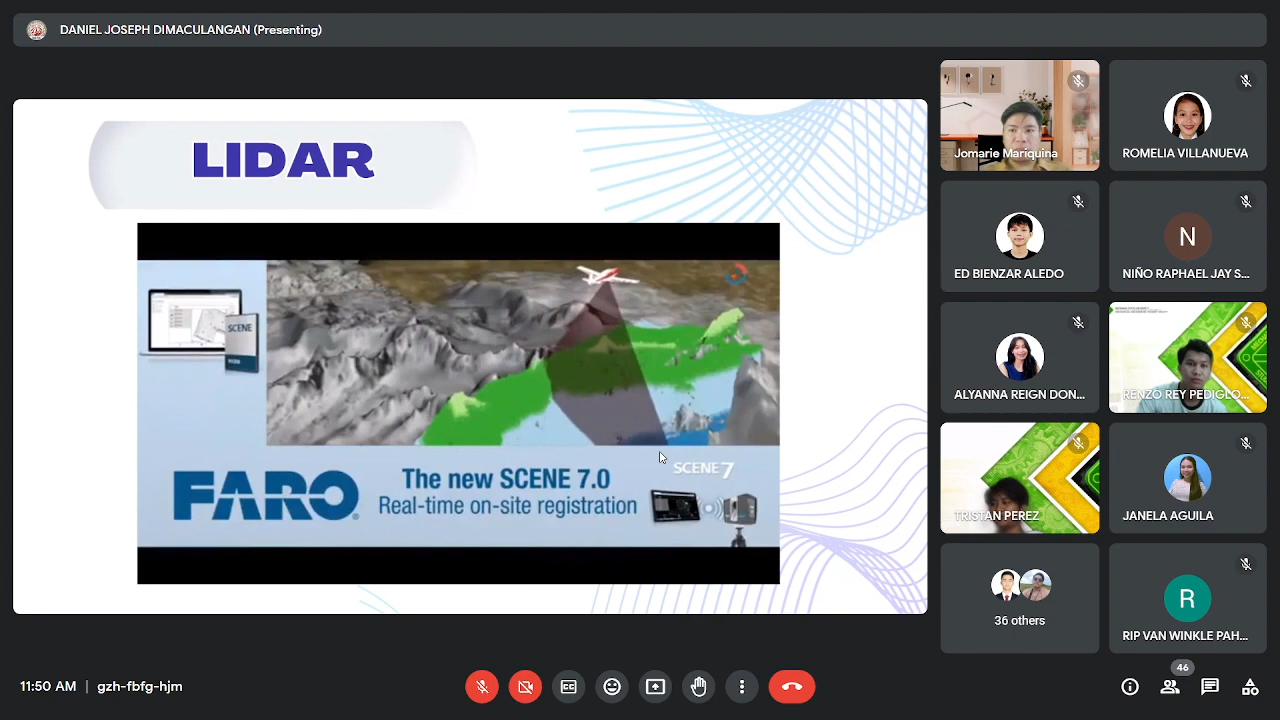 DANIEL JOSEPH DIMACULANGAN (Presenting)
LIDAR
SCENE
FARO
The new SCENE 7.0
Real-time on-site registration
SCENE 7
Jomarie Mariquina
ROMELIA VILLANUEVA
ED BIENZAR ALEDO
N
NIÑO RAPHAEL JAY S...
ALYANNA REIGN DON...
RENZO REY PEDIGLO...
TRISTAN PEREZ
JANELA AGUILA
36 others
R
RIP VAN WINKLE PAH...
11:50 AM | gzh-fbfg-hjm
46